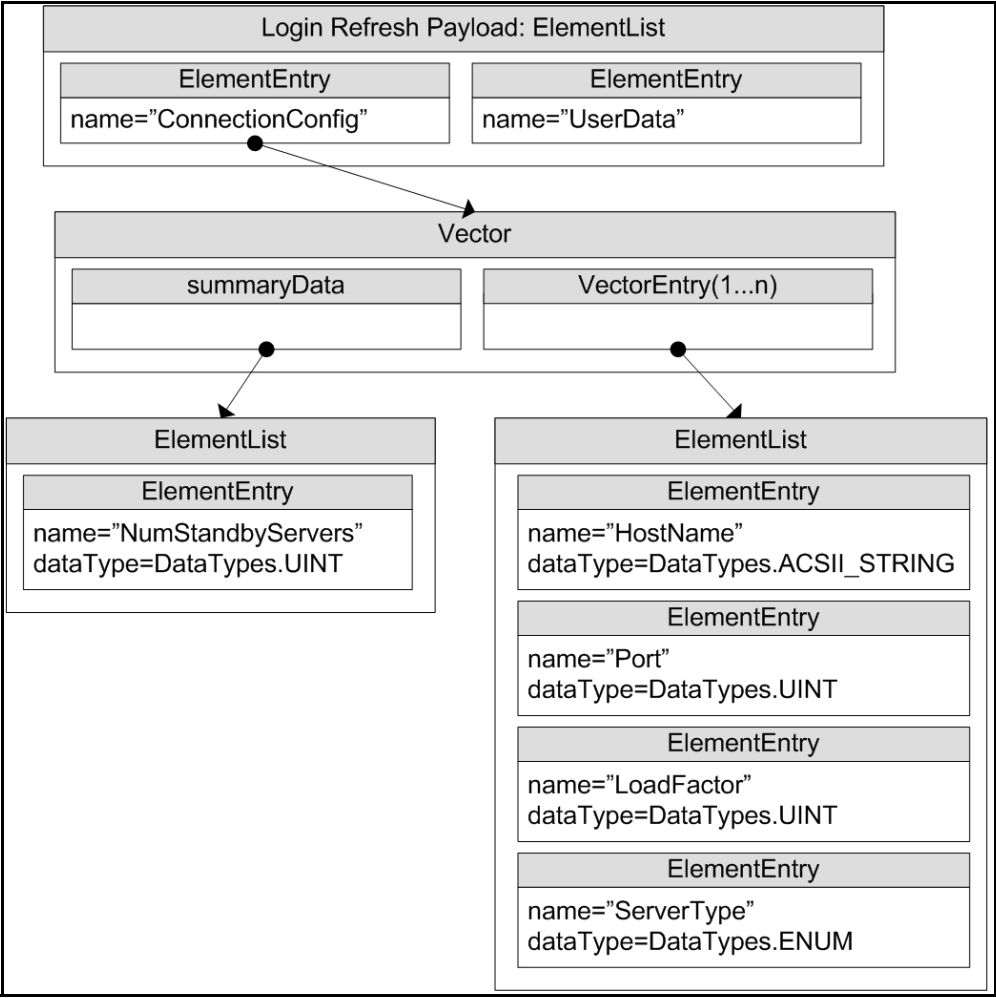 Login Refresh Payload: ElementList
ElementEntry
name=”ConnectionConfig”
ElementEntry
name=”UserData”
Vector
summaryData
VectorEntry(1...n)
ElementList
ElementEntry
name=”NumStandbyServers”
dataType=DataTypes.UINT
ElementList
ElementEntry
name=”HostName”
dataType=DataTypes.ACSII_STRING
ElementEntry
name=”Port”
dataType=DataTypes.UINT
ElementEntry
name=”LoadFactor”
dataType=DataTypes.UINT
ElementEntry
name=”ServerType”
dataType=DataTypes.ENUM